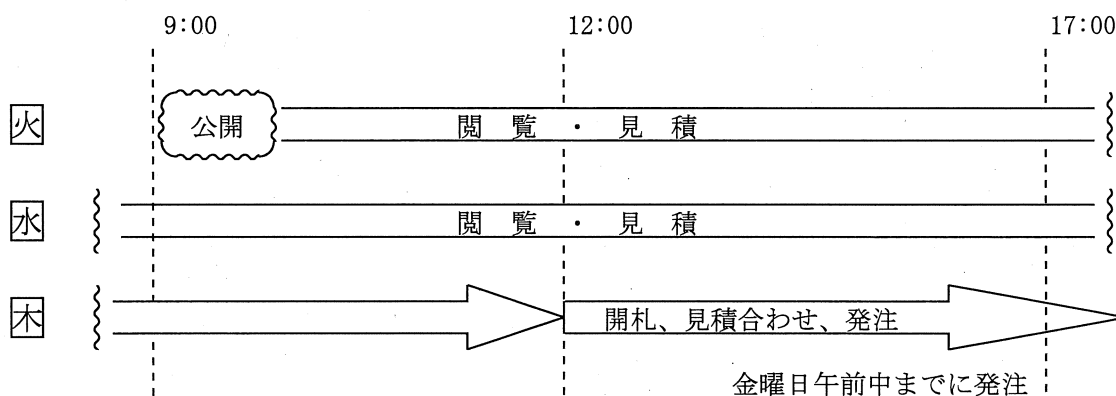 9:00 12:00 17:00
火 公開 閲覧・見積
水 閲覧・見積
木 開札、見積合わせ、発注
金曜日午前中までに発注